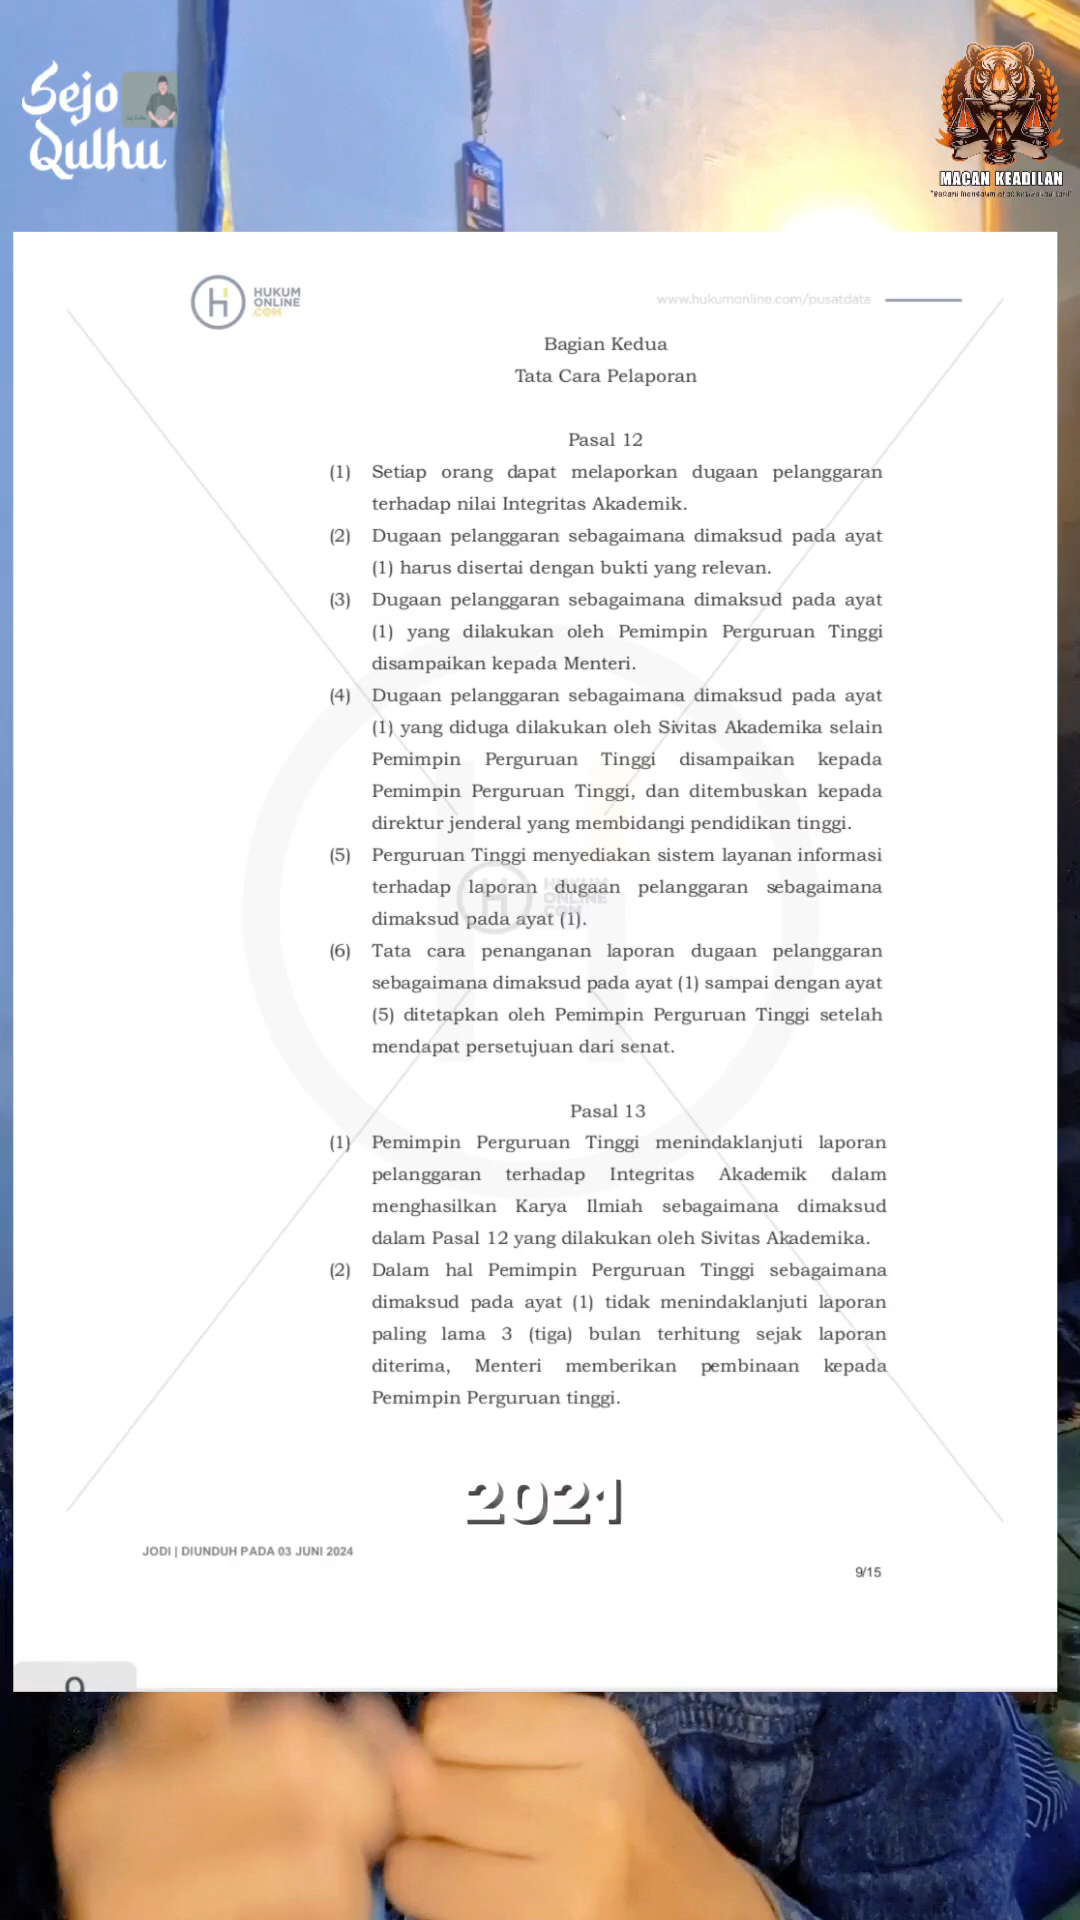 Sejo
Qulhu
PERS
MACAN KEADILAN
HUKUM
ONLINE
.COM
www.hukumonline.com/pusatdata
Bagian Kedua
Tata Cara Pelaporan
Pasal 12
(1) Setiap orang dapat melaporkan dugaan pelanggaran
terhadap nilai Integritas Akademik.
(2) Dugaan pelanggaran sebagaimana dimaksud pada ayat
(1) harus disertai dengan bukti yang relevan.
(3) Dugaan pelanggaran sebagaimana dimaksud pada ayat
(1) yang dilakukan oleh Pemimpin Perguruan Tinggi
disampaikan kepada Menteri.
(4) Dugaan pelanggaran sebagaimana dimaksud pada ayat
(1) yang diduga dilakukan oleh Sivitas Akademika selain
Pemimpin Perguruan Tinggi disampaikan kepada
Pemimpin Perguruan Tinggi, dan ditembuskan kepada
direktur jenderal yang membidangi pendidikan tinggi.
(5) Perguruan Tinggi menyediakan sistem layanan informasi
terhadap laporan dugaan pelanggaran sebagaimana
dimaksud pada ayat (1).
HUKUM
ONLINE
.COM
(6) Tata cara penanganan laporan dugaan pelanggaran
sebagaimana dimaksud pada ayat (1) sampai dengan ayat
(5) ditetapkan oleh Pemimpin Perguruan Tinggi setelah
mendapat persetujuan dari senat.
Pasal 13
(1) Pemimpin Perguruan Tinggi menindaklanjuti laporan
pelanggaran terhadap Integritas Akademik dalam
menghasilkan Karya Ilmiah sebagaimana dimaksud
dalam Pasal 12 yang dilakukan oleh Sivitas Akademika.
(2) Dalam hal Pemimpin Perguruan Tinggi sebagaimana
dimaksud pada ayat (1) tidak menindaklanjuti laporan
paling lama 3 (tiga) bulan terhitung sejak laporan
diterima, Menteri memberikan pembinaan kepada
Pemimpin Perguruan tinggi.
2021
JODI | DIUNDUH PADA 03 JUNI 2024
9/15